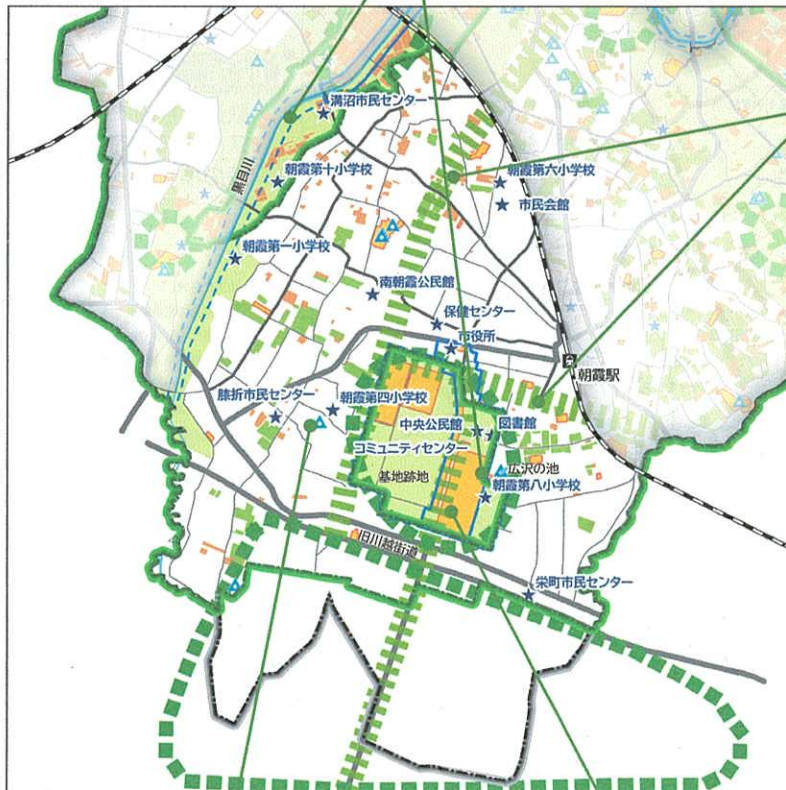 溝沼市民センター
黒目川
朝霞第十小学校
朝霞第六小学校
市民会館
朝霞第一小学校
南朝霞公民館
保健センター
市役所
朝霞駅
膝折市民センター
朝霞第四小学校
中央公民館
図書館
コミュニティセンター
広沢の池
基地跡地
朝霞第八小学校
旧川越街道
栄町市民センター